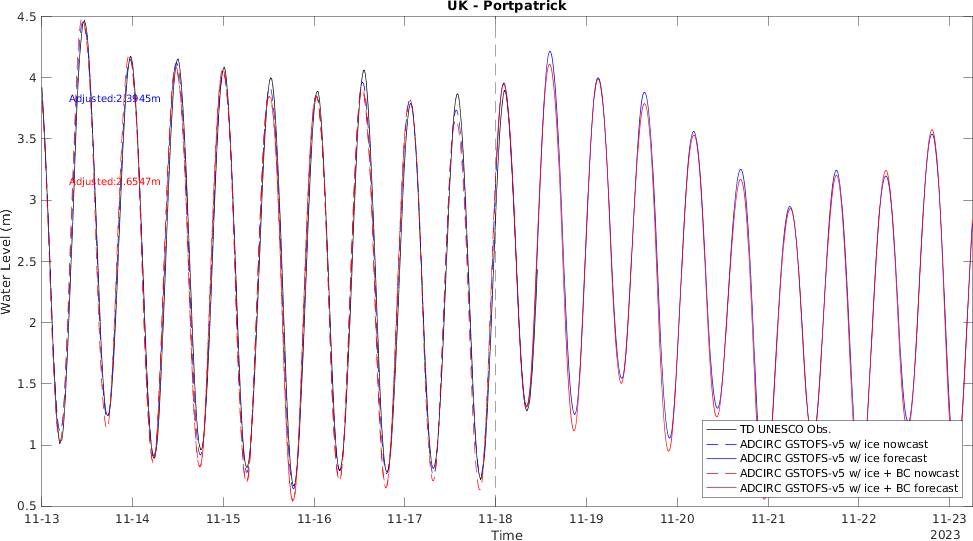 UK - Portpatrick
4.5
4
3.5
3
2.5
2
1.5
1
0.5
Water Level (m)
Adjusted:2.3945m
Adjusted:2.6547m
TD UNESCO Obs.
ADCIRC GSTOFS-v5 w/ ice nowcast
ADCIRC GSTOFS-v5 w/ ice forecast
ADCIRC GSTOFS-v5 w/ ice + BC nowcast
ADCIRC GSTOFS-v5 w/ ice + BC forecast
11-13 11-14 11-15 11-16 11-17 11-18 11-19 11-20 11-21 11-22 11-23
2023
Time